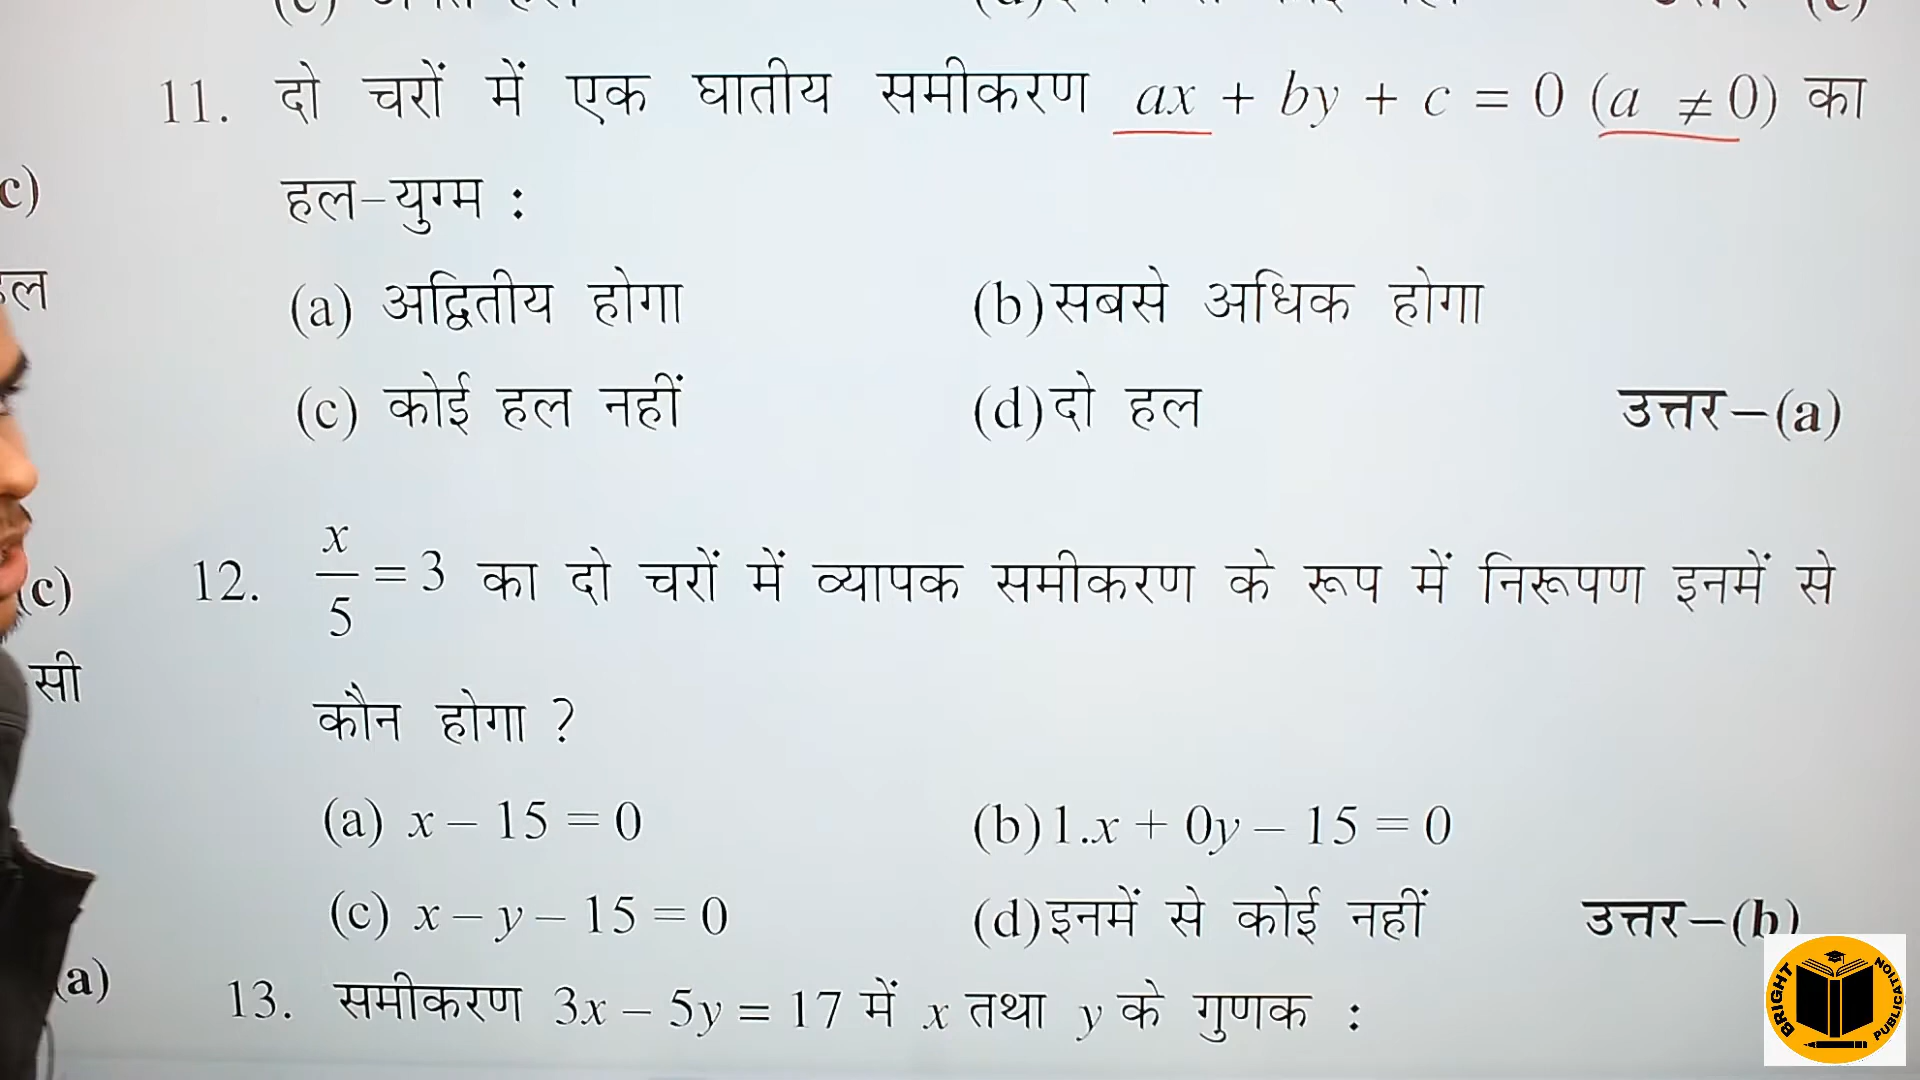 11. दो चरों में एक घातीय समीकरण ax + by + c = 0 (a ≠ 0) का
c)
हल-युग्म :
हल
(a) अद्वितीय होगा (b) सबसे अधिक होगा
(c) कोई हल नहीं (d) दो हल उत्तर–(a)
12. x/5 = 3 का दो चरों में व्यापक समीकरण के रूप में निरूपण इनमें से
(c)
सी
कौन होगा ?
(a) x – 15 = 0 (b) 1.x + 0y – 15 = 0
(c) x – y – 15 = 0 (d) इनमें से कोई नहीं उत्तर–(b)
(a)
13. समीकरण 3x – 5y = 17 में x तथा y के गुणक :
BRIGHT PUBLICATION